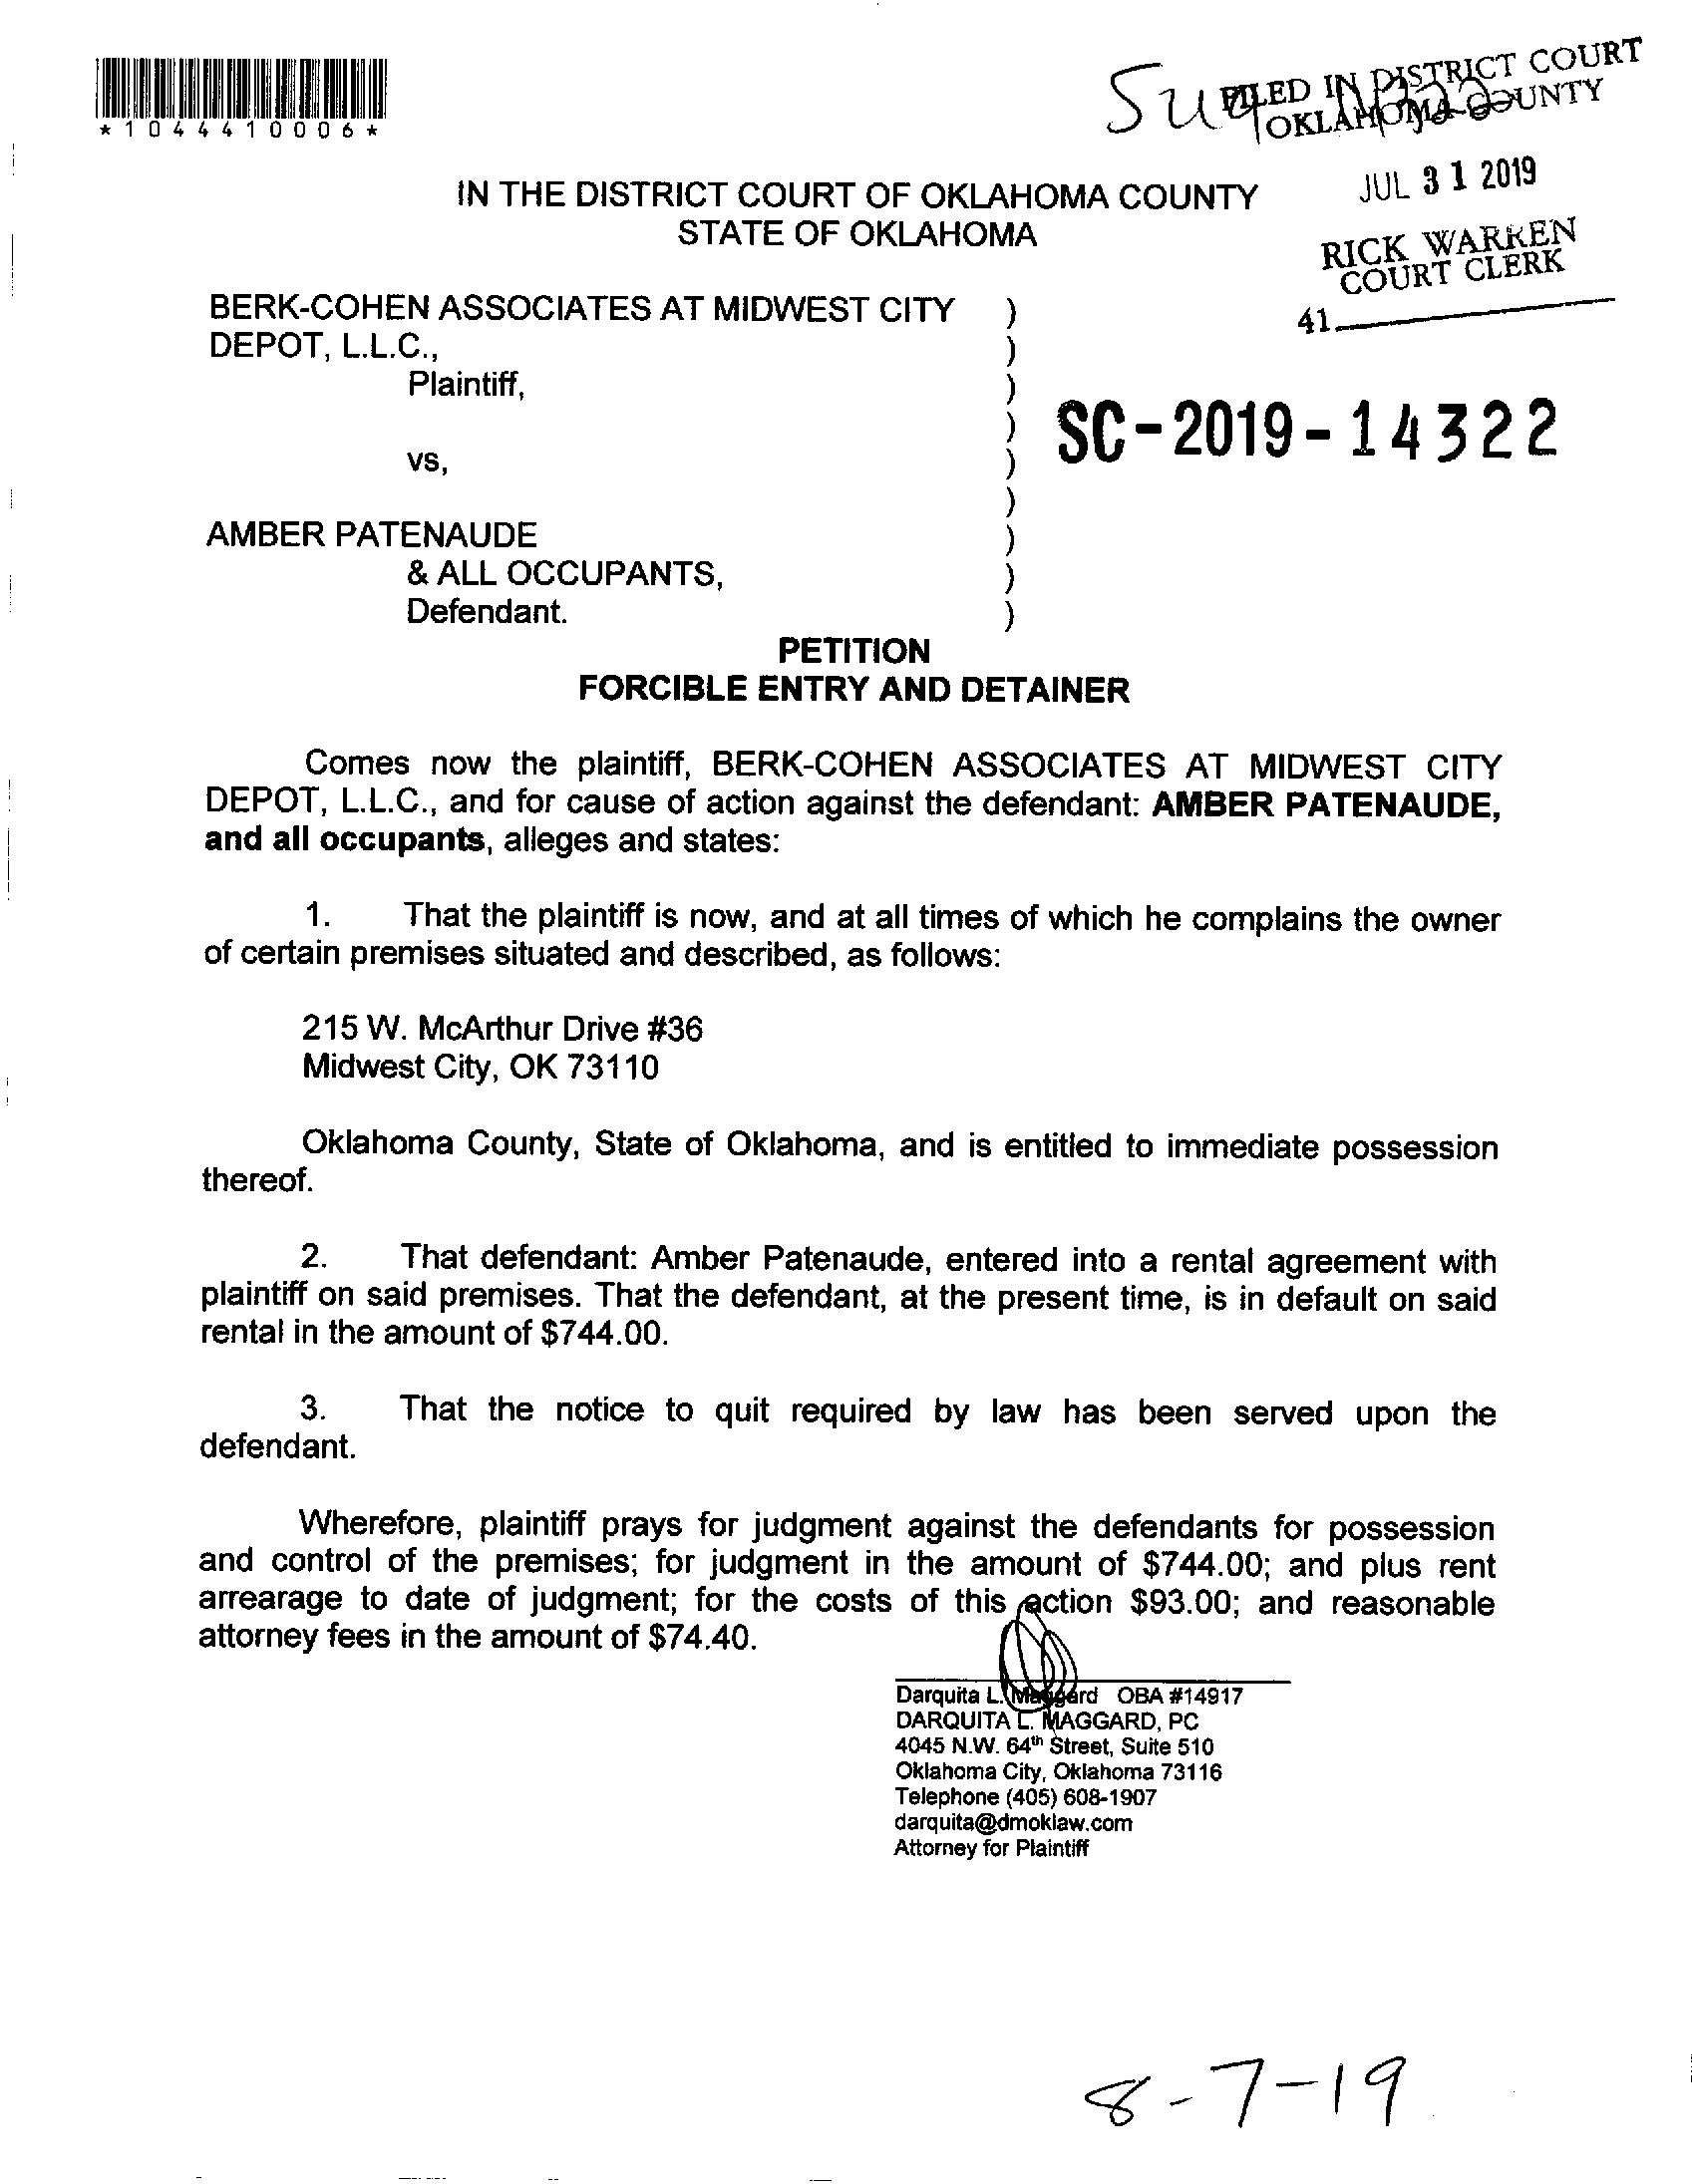 *1044410006*
FILED IN DISTRICT COURT
OKLAHOMA COUNTY
JUL 31 2019
RICK WARREN
COURT CLERK
41
IN THE DISTRICT COURT OF OKLAHOMA COUNTY
STATE OF OKLAHOMA
BERK-COHEN ASSOCIATES AT MIDWEST CITY )
DEPOT, L.L.C., )
Plaintiff, )
)
vs, )
)
AMBER PATENAUDE )
& ALL OCCUPANTS, )
Defendant. )
SC-2019-14322
PETITION
FORCIBLE ENTRY AND DETAINER
Comes now the plaintiff, BERK-COHEN ASSOCIATES AT MIDWEST CITY
DEPOT, L.L.C., and for cause of action against the defendant: AMBER PATENAUDE,
and all occupants, alleges and states:
1. That the plaintiff is now, and at all times of which he complains the owner
of certain premises situated and described, as follows:
215 W. McArthur Drive #36
Midwest City, OK 73110
Oklahoma County, State of Oklahoma, and is entitled to immediate possession
thereof.
2. That defendant: Amber Patenaude, entered into a rental agreement with
plaintiff on said premises. That the defendant, at the present time, is in default on said
rental in the amount of $744.00.
3. That the notice to quit required by law has been served upon the
defendant.
Wherefore, plaintiff prays for judgment against the defendants for possession
and control of the premises; for judgment in the amount of $744.00; and plus rent
arrearage to date of judgment; for the costs of this action $93.00; and reasonable
attorney fees in the amount of $74.40.
Darquita L. Maggard OBA #14917
DARQUITA L. MAGGARD, PC
4045 N.W. 64th Street, Suite 510
Oklahoma City, Oklahoma 73116
Telephone (405) 608-1907
darquita@dmoklaw.com
Attorney for Plaintiff
8-7-19